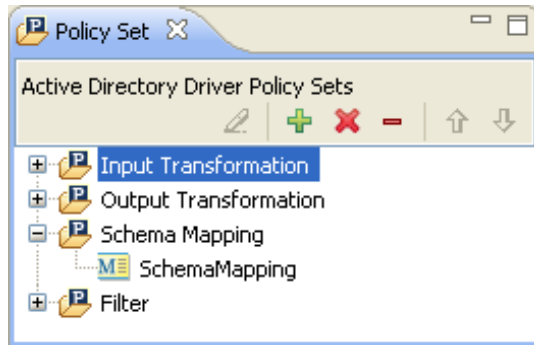 Policy Set
Active Directory Driver Policy Sets
Input Transformation
Output Transformation
Schema Mapping
SchemaMapping
Filter